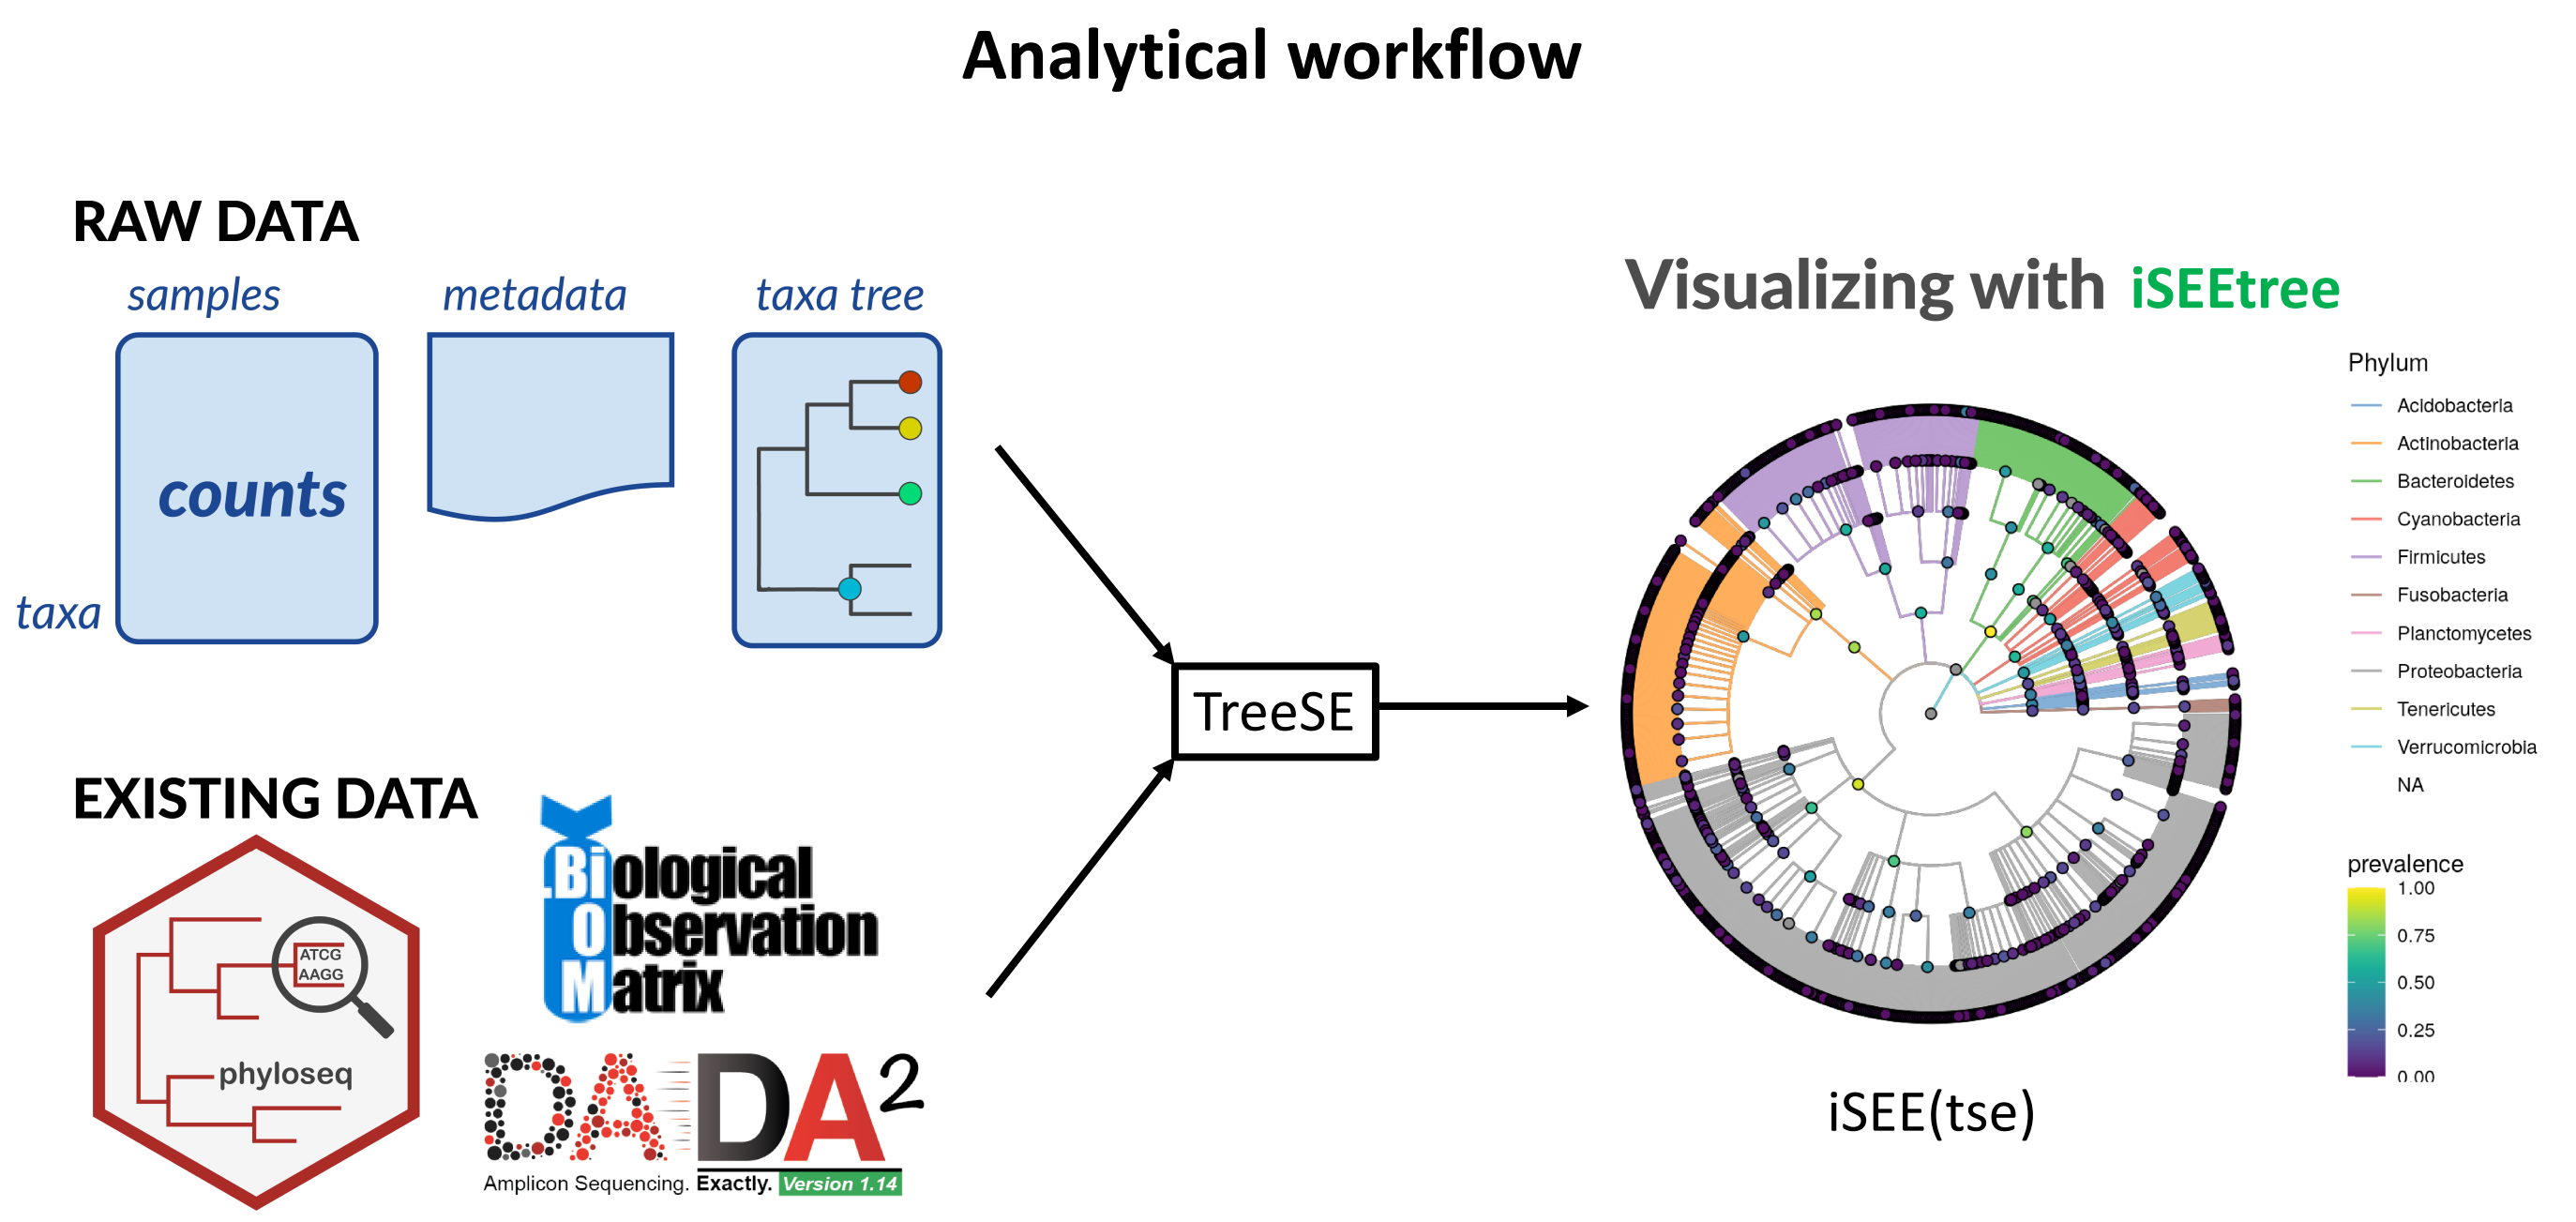 Analytical workflow
RAW DATA
samples
metadata
taxa tree
counts
taxa
EXISTING DATA
ATCG
AAGG
phyloseq
.Biological
Observation
Matrix
DADA2
Amplicon Sequencing. Exactly. Version 1.14
TreeSE
Visualizing with iSEEtree
iSEE(tse)
Phylum
Acidobacteria
Actinobacteria
Bacteroidetes
Cyanobacteria
Firmicutes
Fusobacteria
Planctomycetes
Proteobacteria
Tenericutes
Verrucomicrobia
NA
prevalence
1.00
0.75
0.50
0.25
0.00